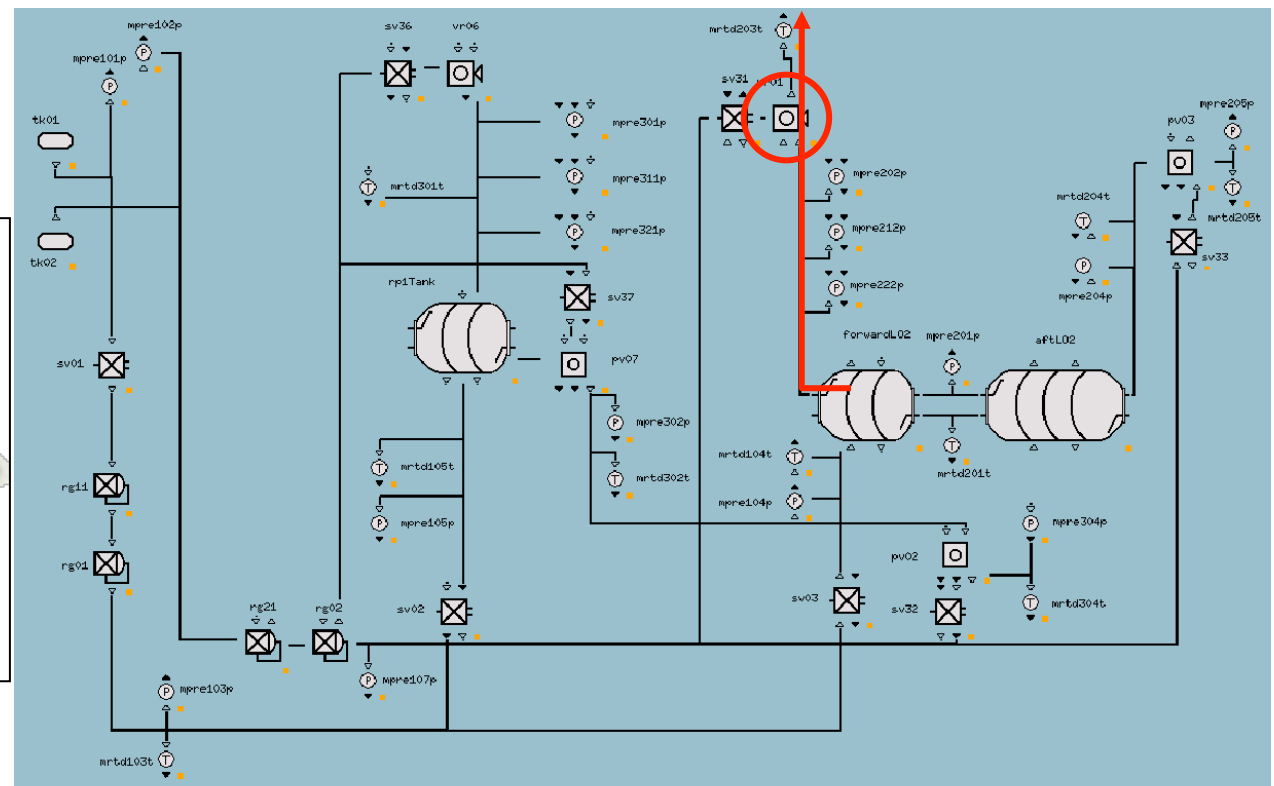 mpre102p
P
mpre101p
P
sv36
vr06
mrtd203t
T
sv31
tk01
tk02
mpre301p
P
mpre311p
P
mpre321p
P
mrtd301t
T
mpre202p
P
mpre212p
P
mpre222p
P
mpre205p
P
pv03
mrtd204t
T
mrtd205t
T
sv33
mpre204p
P
rp1Tank
sv37
pv07
forwardLO2
mpre201p
P
aftLO2
mrtd201t
T
sv01
mpre302p
P
mrtd302t
T
mrtd105t
T
mpre105p
P
mrtd104t
T
mpre104p
P
mpre304p
P
pv02
mrtd304t
T
rg11
rg01
rg21
rg02
sv02
sv03
sv32
mpre107p
P
mpre103p
P
mrtd103t
T